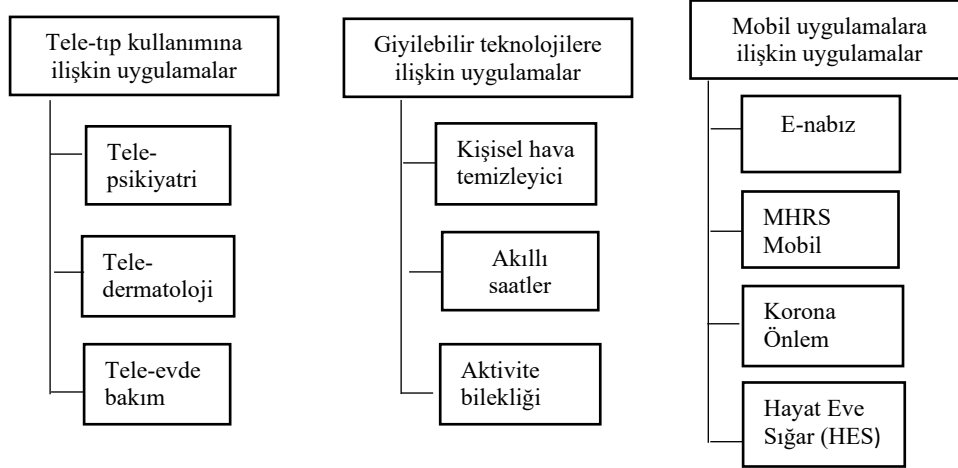 Tele-tıp kullanımına
ilişkin uygulamalar
Tele-
psikiyatri
Tele-
dermatoloji
Tele-evde
bakım
Giyilebilir teknolojilere
ilişkin uygulamalar
Kişisel hava
temizleyici
Akıllı
saatler
Aktivite
bilekliği
Mobil uygulamalara
ilişkin uygulamalar
E-nabız
MHRS
Mobil
Korona
Önlem
Hayat Eve
Sığar (HES)